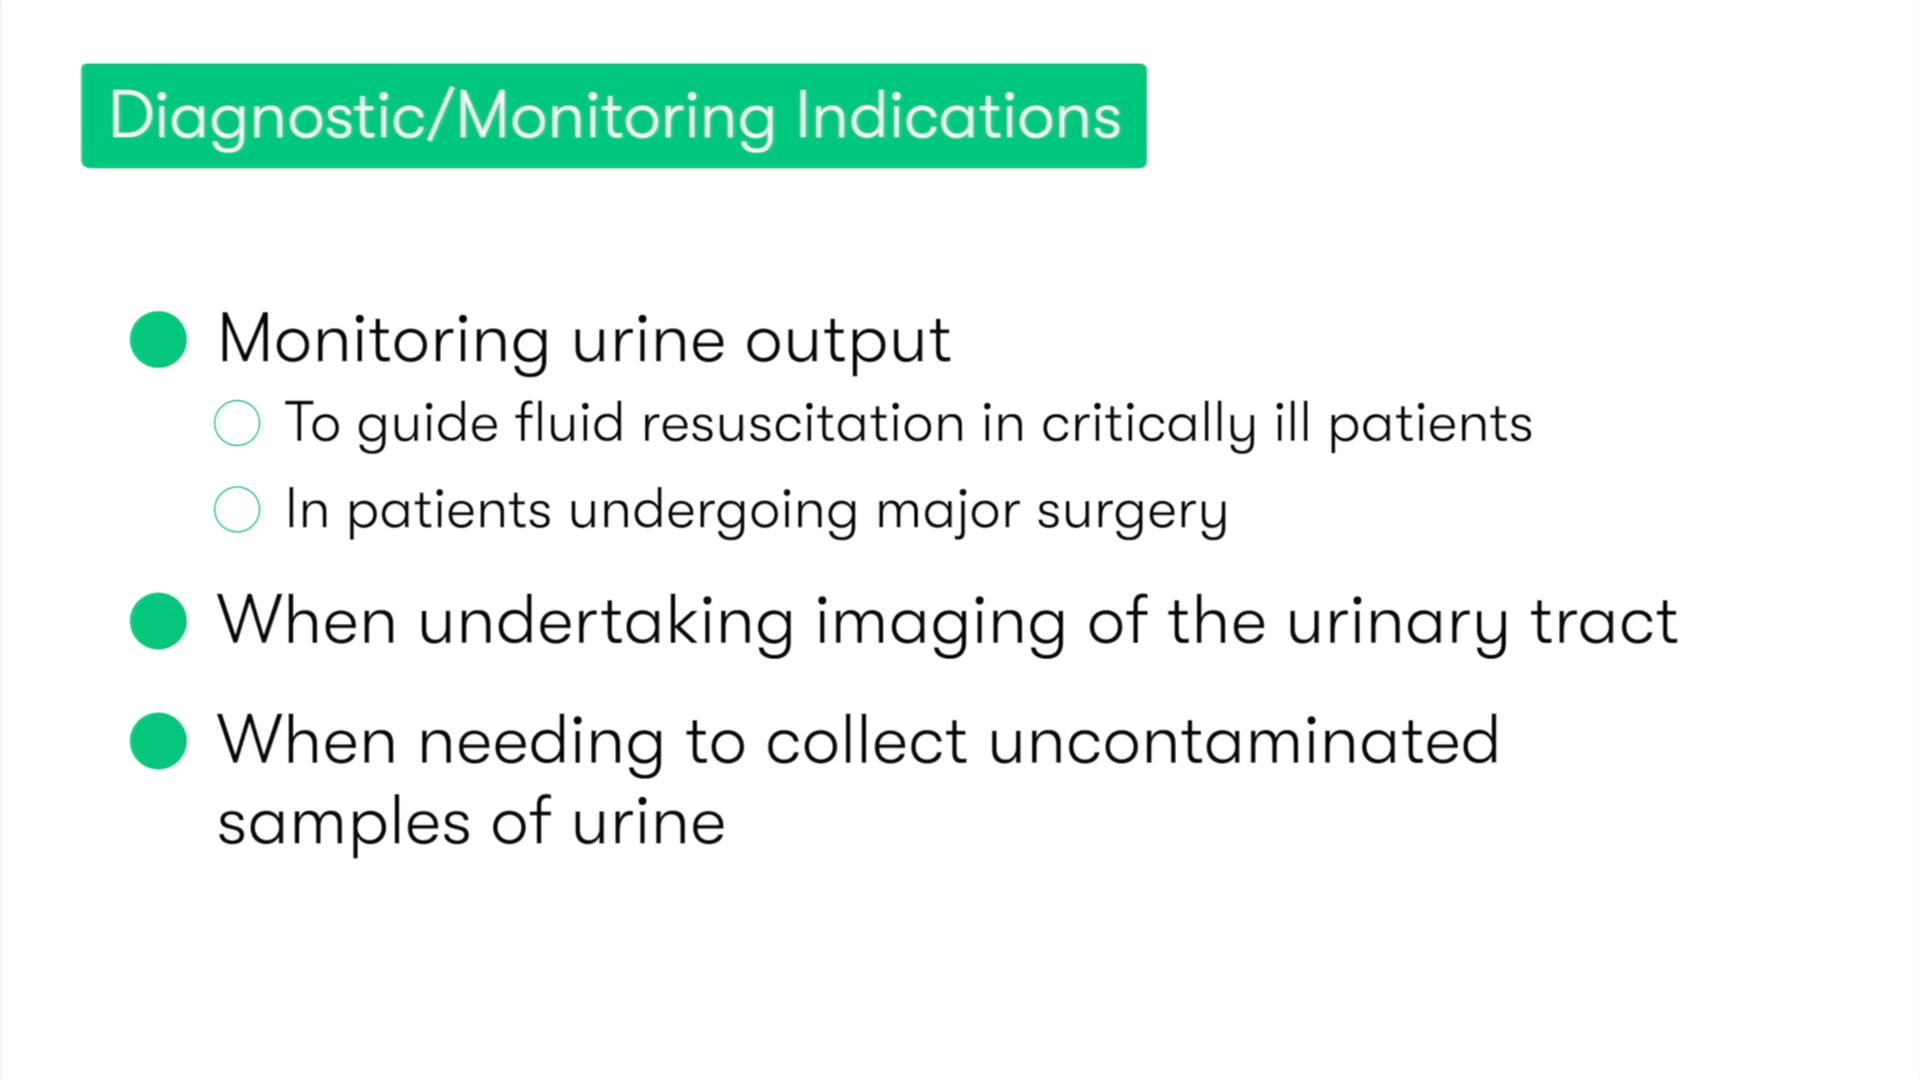 Diagnostic/Monitoring Indications
Monitoring urine output
To guide fluid resuscitation in critically ill patients
In patients undergoing major surgery
When undertaking imaging of the urinary tract
When needing to collect uncontaminated
samples of urine